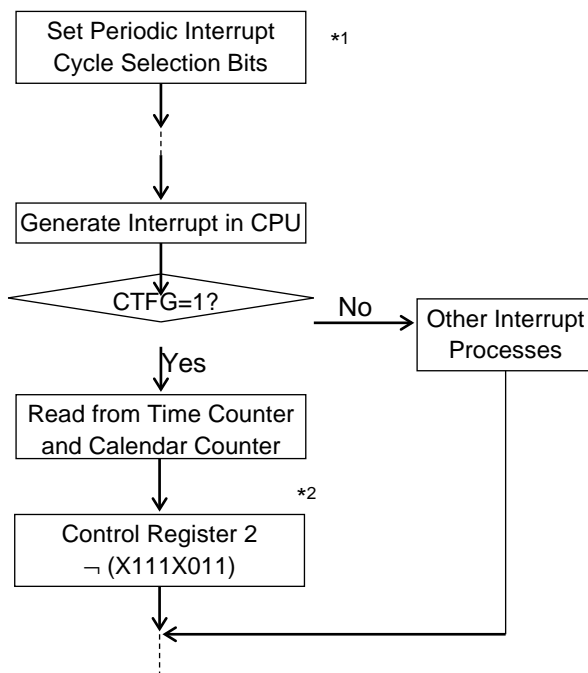 Set Periodic Interrupt
Cycle Selection Bits
*1
Generate Interrupt in CPU
CTFG=1?
No
Other Interrupt
Processes
Yes
Read from Time Counter
and Calendar Counter
*2
Control Register 2
¬ (X111X011)